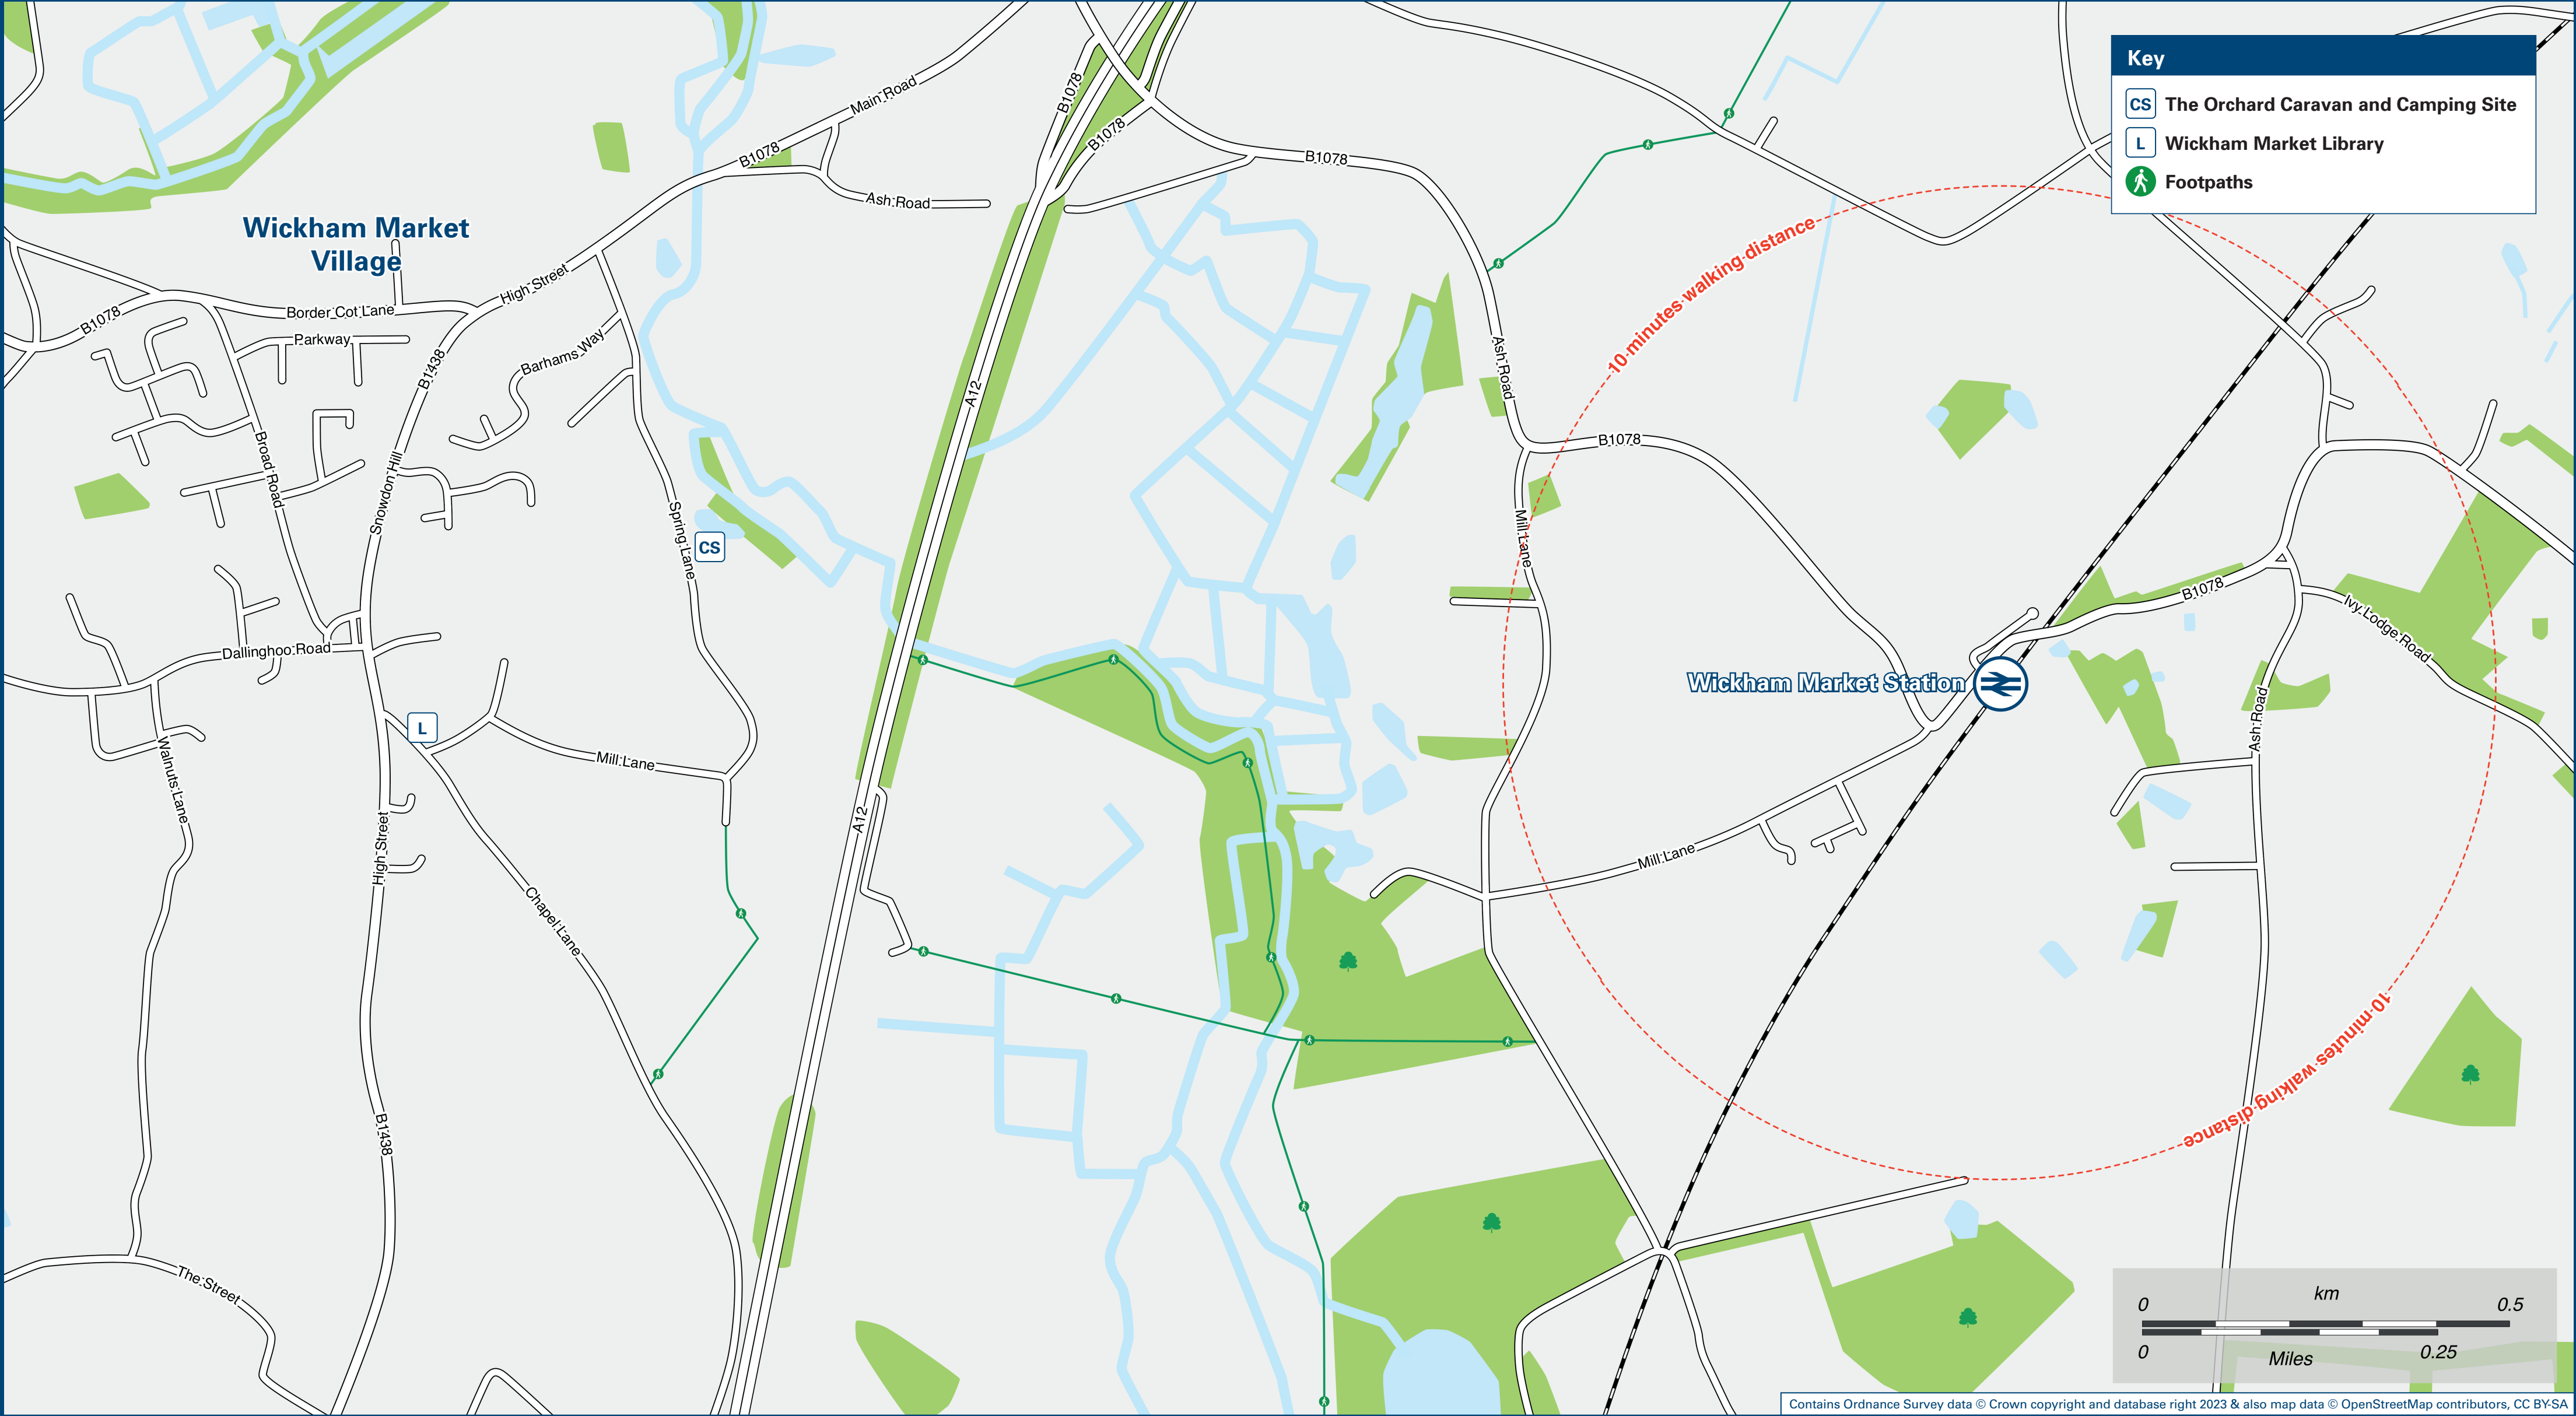 Key
CS The Orchard Caravan and Camping Site
L Wickham Market Library
Footpaths
B1078
Main Road
B1078
B1078
B1078
Ash Road
B1078
Wickham Market
Village
10 minutes walking distance
High Street
Border Cot Lane
B1078
Parkway
Barhams Way
B1438
A12
Ash Road
B1078
Broad Road
Snowdon Hill
Spring Lane
CS
Mill Lane
B1078
Ivy Lodge Road
Dallinghoo Road
Wickham Market Station
L
Mill Lane
Ash Road
Walnuts Lane
High Street
A12
Mill Lane
Chapel Lane
10 minutes walking distance
B1438
The Street
km
0 0.5
0 0.25
Miles
Contains Ordnance Survey data © Crown copyright and database right 2023 & also map data © OpenStreetMap contributors, CC BY-SA